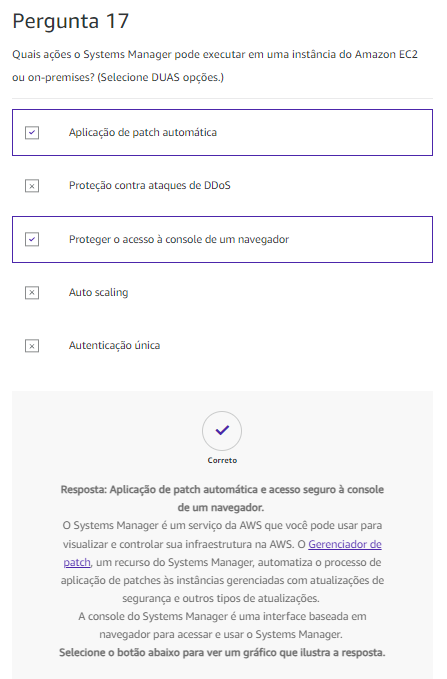 Pergunta 17
Quais ações o Systems Manager pode executar em uma instância do Amazon EC2
ou on-premises? (Selecione DUAS opções.)
Aplicação de patch automática
Proteção contra ataques de DDoS
Proteger o acesso à console de um navegador
Auto scaling
Autenticação única
Correto
Resposta: Aplicação de patch automática e acesso seguro à console
de um navegador.
O Systems Manager é um serviço da AWS que você pode usar para
visualizar e controlar sua infraestrutura na AWS. O Gerenciador de
patch, um recurso do Systems Manager, automatiza o processo de
aplicação de patches às instâncias gerenciadas com atualizações de
segurança e outros tipos de atualizações.
A console do Systems Manager é uma interface baseada em
navegador para acessar e usar o Systems Manager.
Selecione o botão abaixo para ver um gráfico que ilustra a resposta.